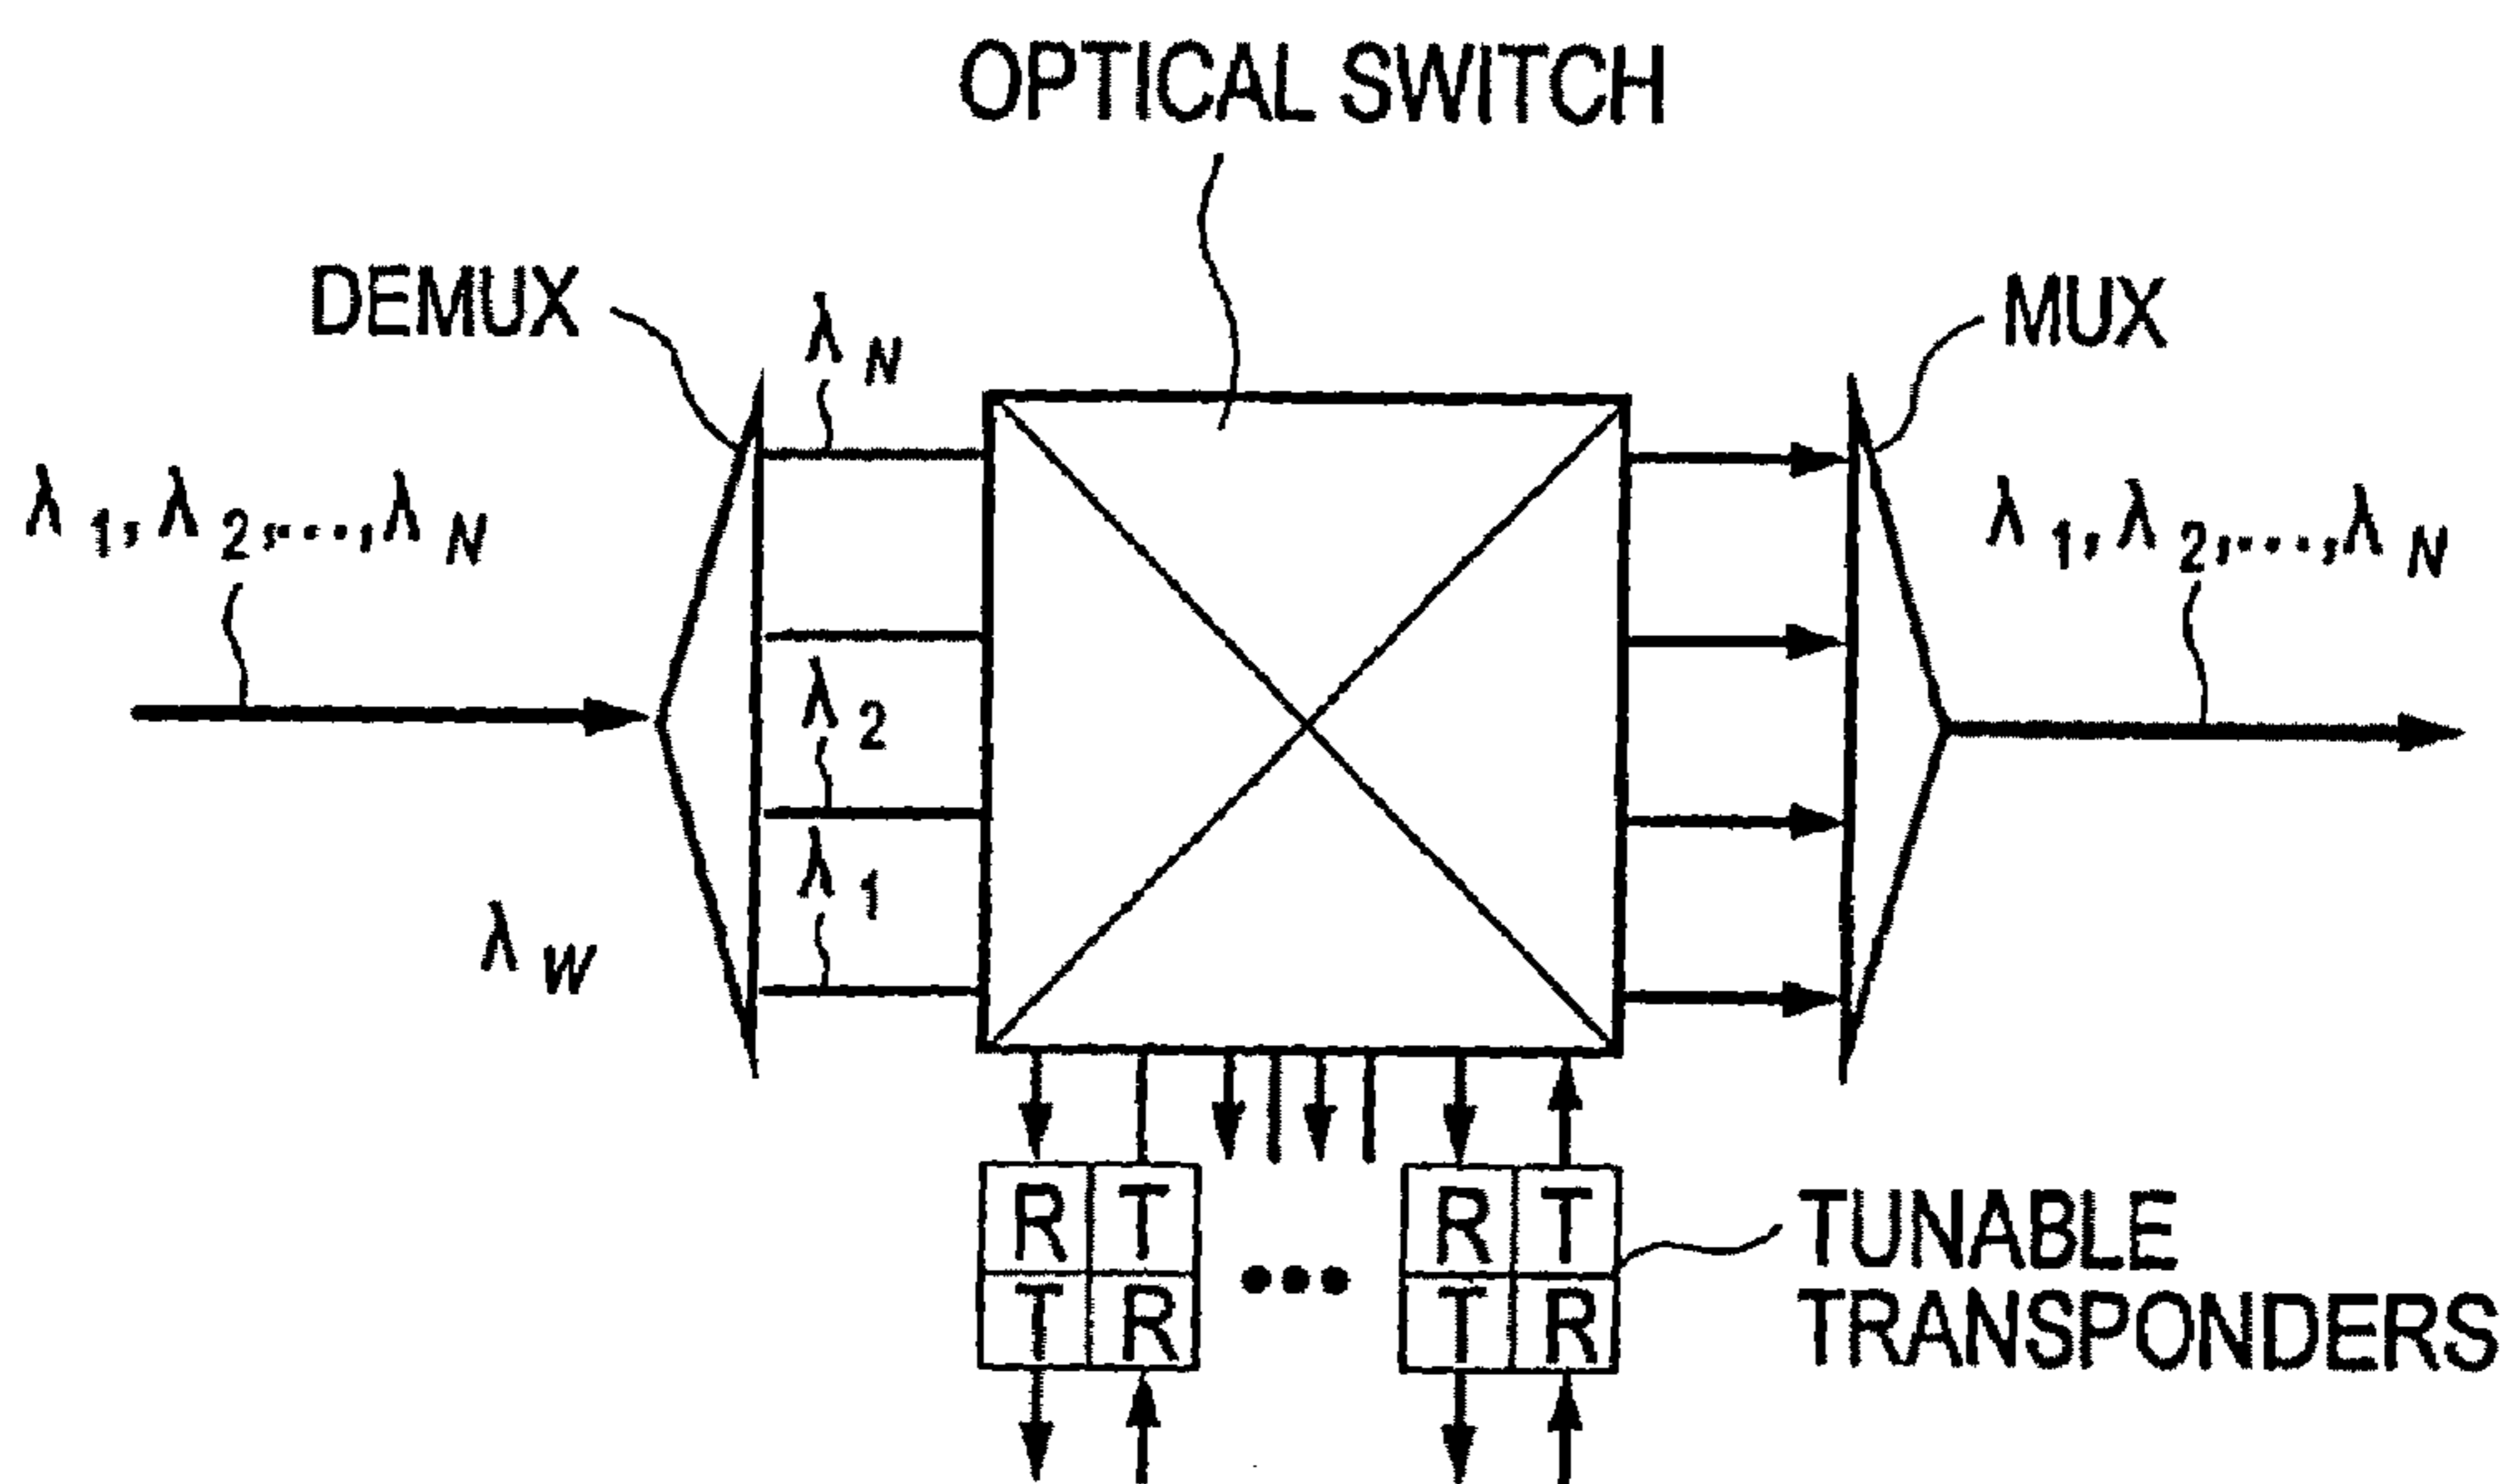 OPTICAL SWITCH
DEMUX
λN
MUX
λ1,λ2,...,λN
λ1,λ2,...,λN
λ2
λ1
λW
R T
R T
T R
T R
TUNABLE
TRANSPONDERS